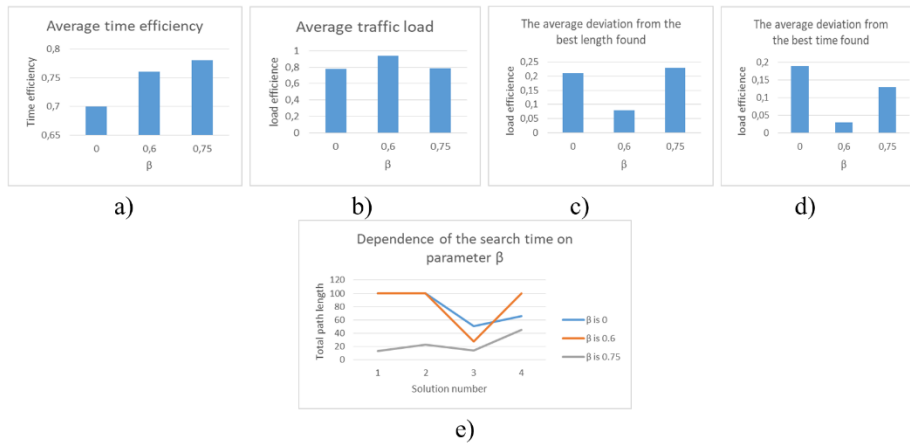 Average time efficiency
Time efficiency
0,8
0,75
0,7
0,65
0
0,6
0,75
β
a)
Average traffic load
load efficience
1
0,8
0,6
0,4
0,2
0
0
0,6
0,75
β
b)
The average deviation from the
best length found
load efficience
0,25
0,2
0,15
0,1
0,05
0
0
0,6
0,75
β
c)
The average deviation from
the best time found
load efficience
0,2
0,15
0,1
0,05
0
0
0,6
0,75
β
d)
Dependence of the search time on
parameter β
Total path length
120
100
80
60
40
20
0
1
2
3
4
Solution number
β is 0
β is 0.6
β is 0.75
e)